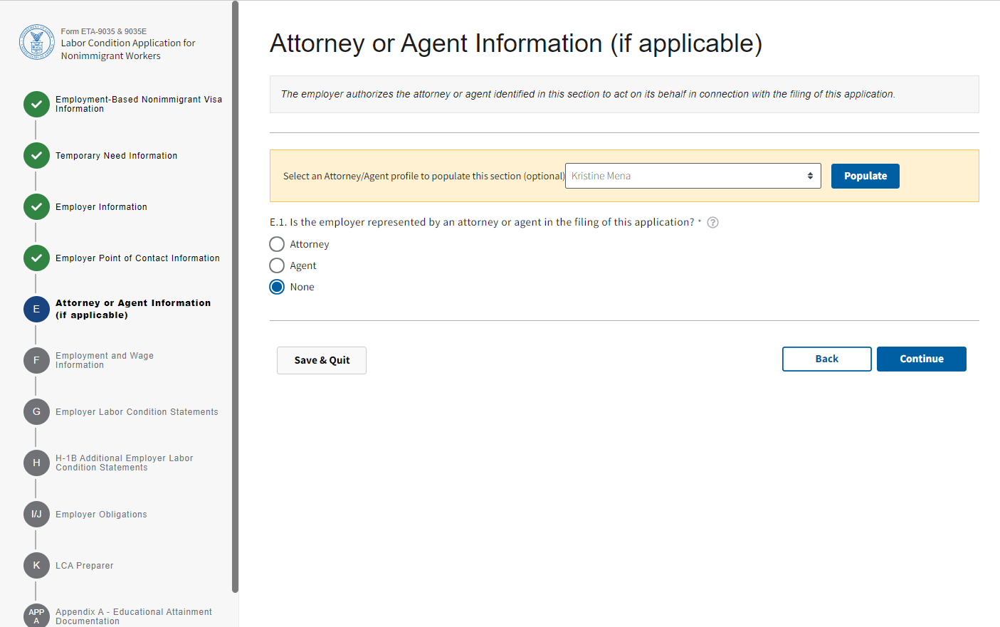 Form ETA-9035 & 9035E
Labor Condition Application for
Nonimmigrant Workers
Employment-Based Nonimmigrant Visa
Information
Temporary Need Information
Employer Information
Employer Point of Contact Information
E
Attorney or Agent Information
(if applicable)
F
Employment and Wage
Information
G
Employer Labor Condition Statements
H
H-1B Additional Employer Labor
Condition Statements
I/J
Employer Obligations
K
LCA Preparer
APP
A
Appendix A - Educational Attainment
Documentation
Attorney or Agent Information (if applicable)
The employer authorizes the attorney or agent identified in this section to act on its behalf in connection with the filing of this application.
Select an Attorney/Agent profile to populate this section (optional)
Kristine Mena
Populate
E.1. Is the employer represented by an attorney or agent in the filing of this application? * ?
Attorney
Agent
None
Save & Quit
Back
Continue